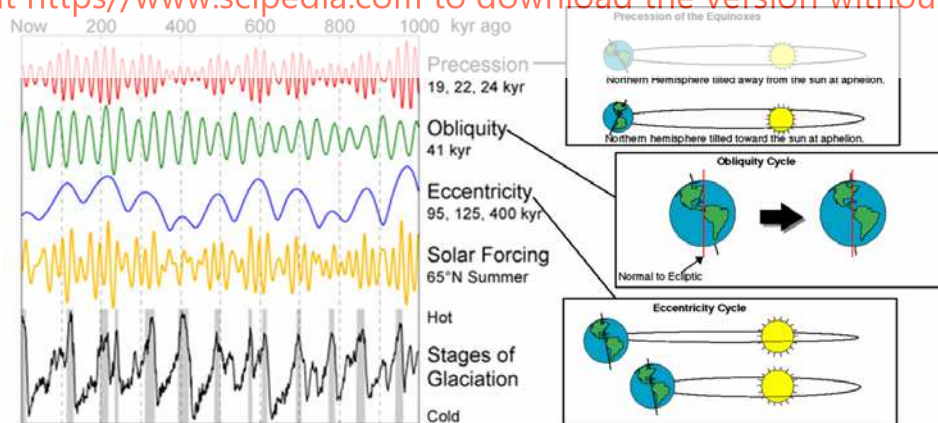 at https//www.scipedia.com to download the version withou
Now 200 400 600 800 1000 kyr ago
Precession
19, 22, 24 kyr
Obliquity
41 kyr
Eccentricity
95, 125, 400 kyr
Solar Forcing
65°N Summer
Hot
Stages of
Glaciation
Cold
Precession of the Equinoxes
Northern Hemisphere tilted away from the sun at aphelion.
Northern hemisphere tilted toward the sun at aphelion.
Obliquity Cycle
Normal to Ecliptic
Eccentricity Cycle